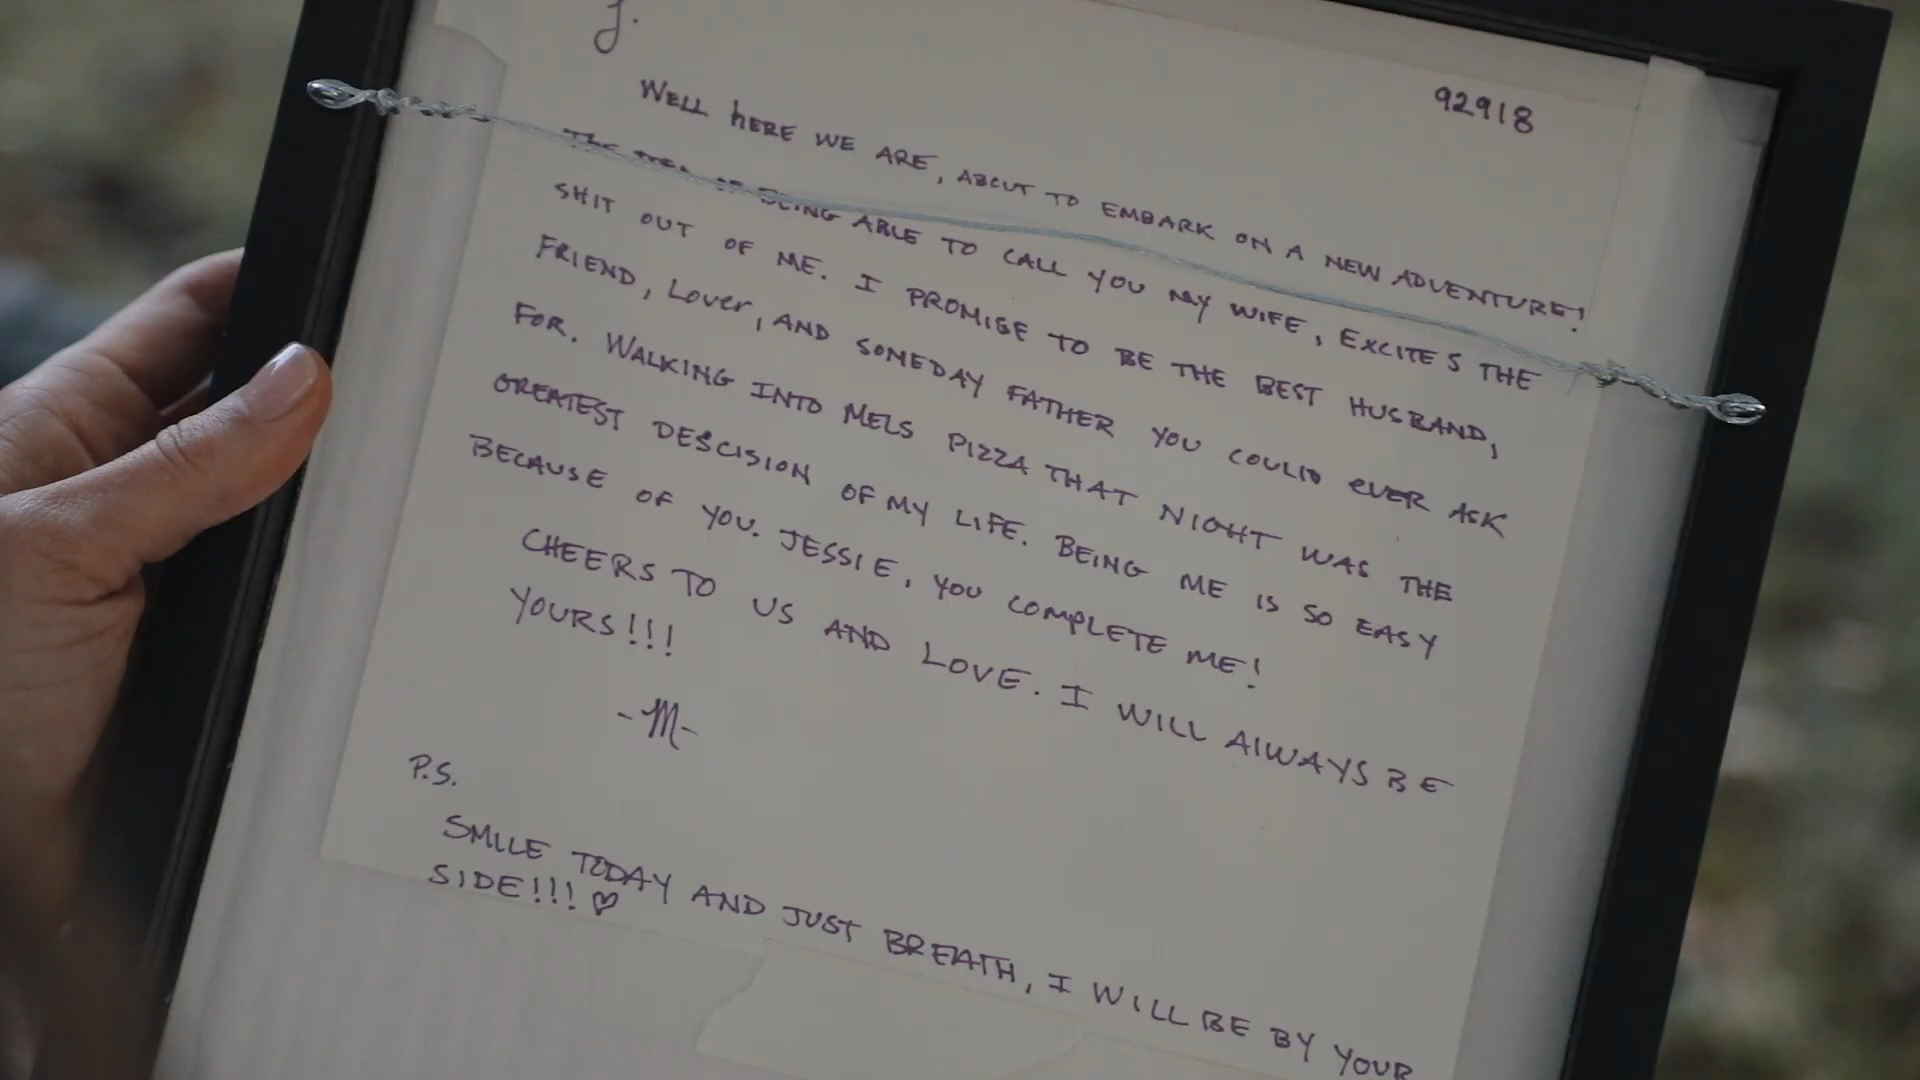 J.
92918
WELL hERE WE ARE, ABOUT TO EMBARK ON A NEW ADVENTURE!
THE IDEA OF BEING ABLE TO CALL YOU MY WIFE, EXCITES THE
SHIT OUT OF ME. I PROMISE TO BE THE BEST HUSBAND,
FRIEND, Lover, AND SOMEDAY FATHER YOU COULD EVER ASK
FOR. WALKING INTO MELS PIZZA THAT NIGHT WAS THE
GREATEST DESCISION OF MY LIFE. BEING ME IS SO EASY
BECAUSE OF YOU. JESSIE, YOU COMPLETE ME!
CHEERS TO US AND LOVE. I WILL AlWAYS BE
YOURS!!!
-M-
P.S.
SMILE TODAY AND JUST BREATH, I WILL BE BY YOUR
SIDE!!! ♡